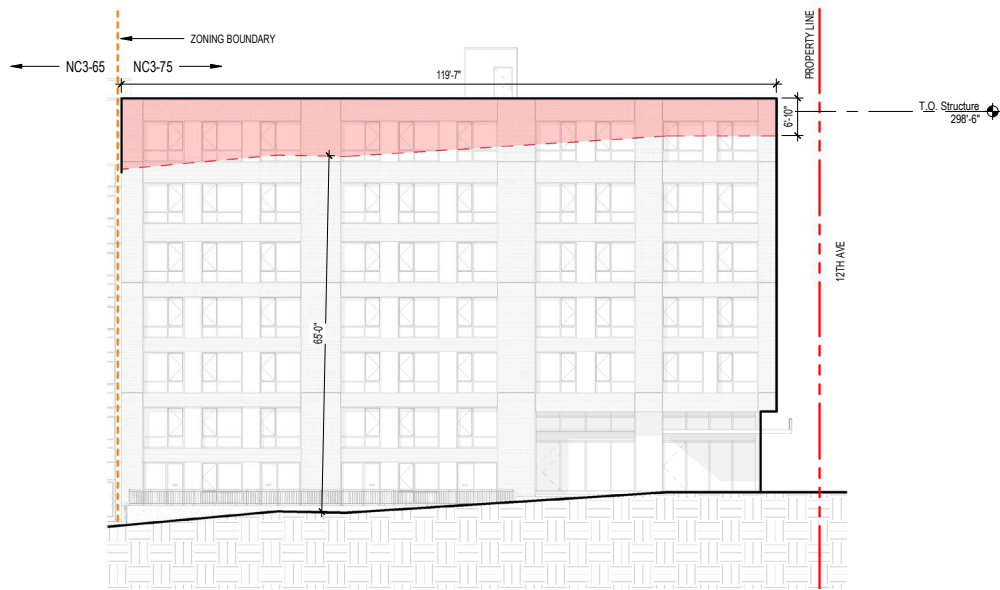 ZONING BOUNDARY
NC3-65
NC3-75
119'-7"
PROPERTY LINE
6'-10"
T.O. Structure
298'-6"
12TH AVE
65'-0"